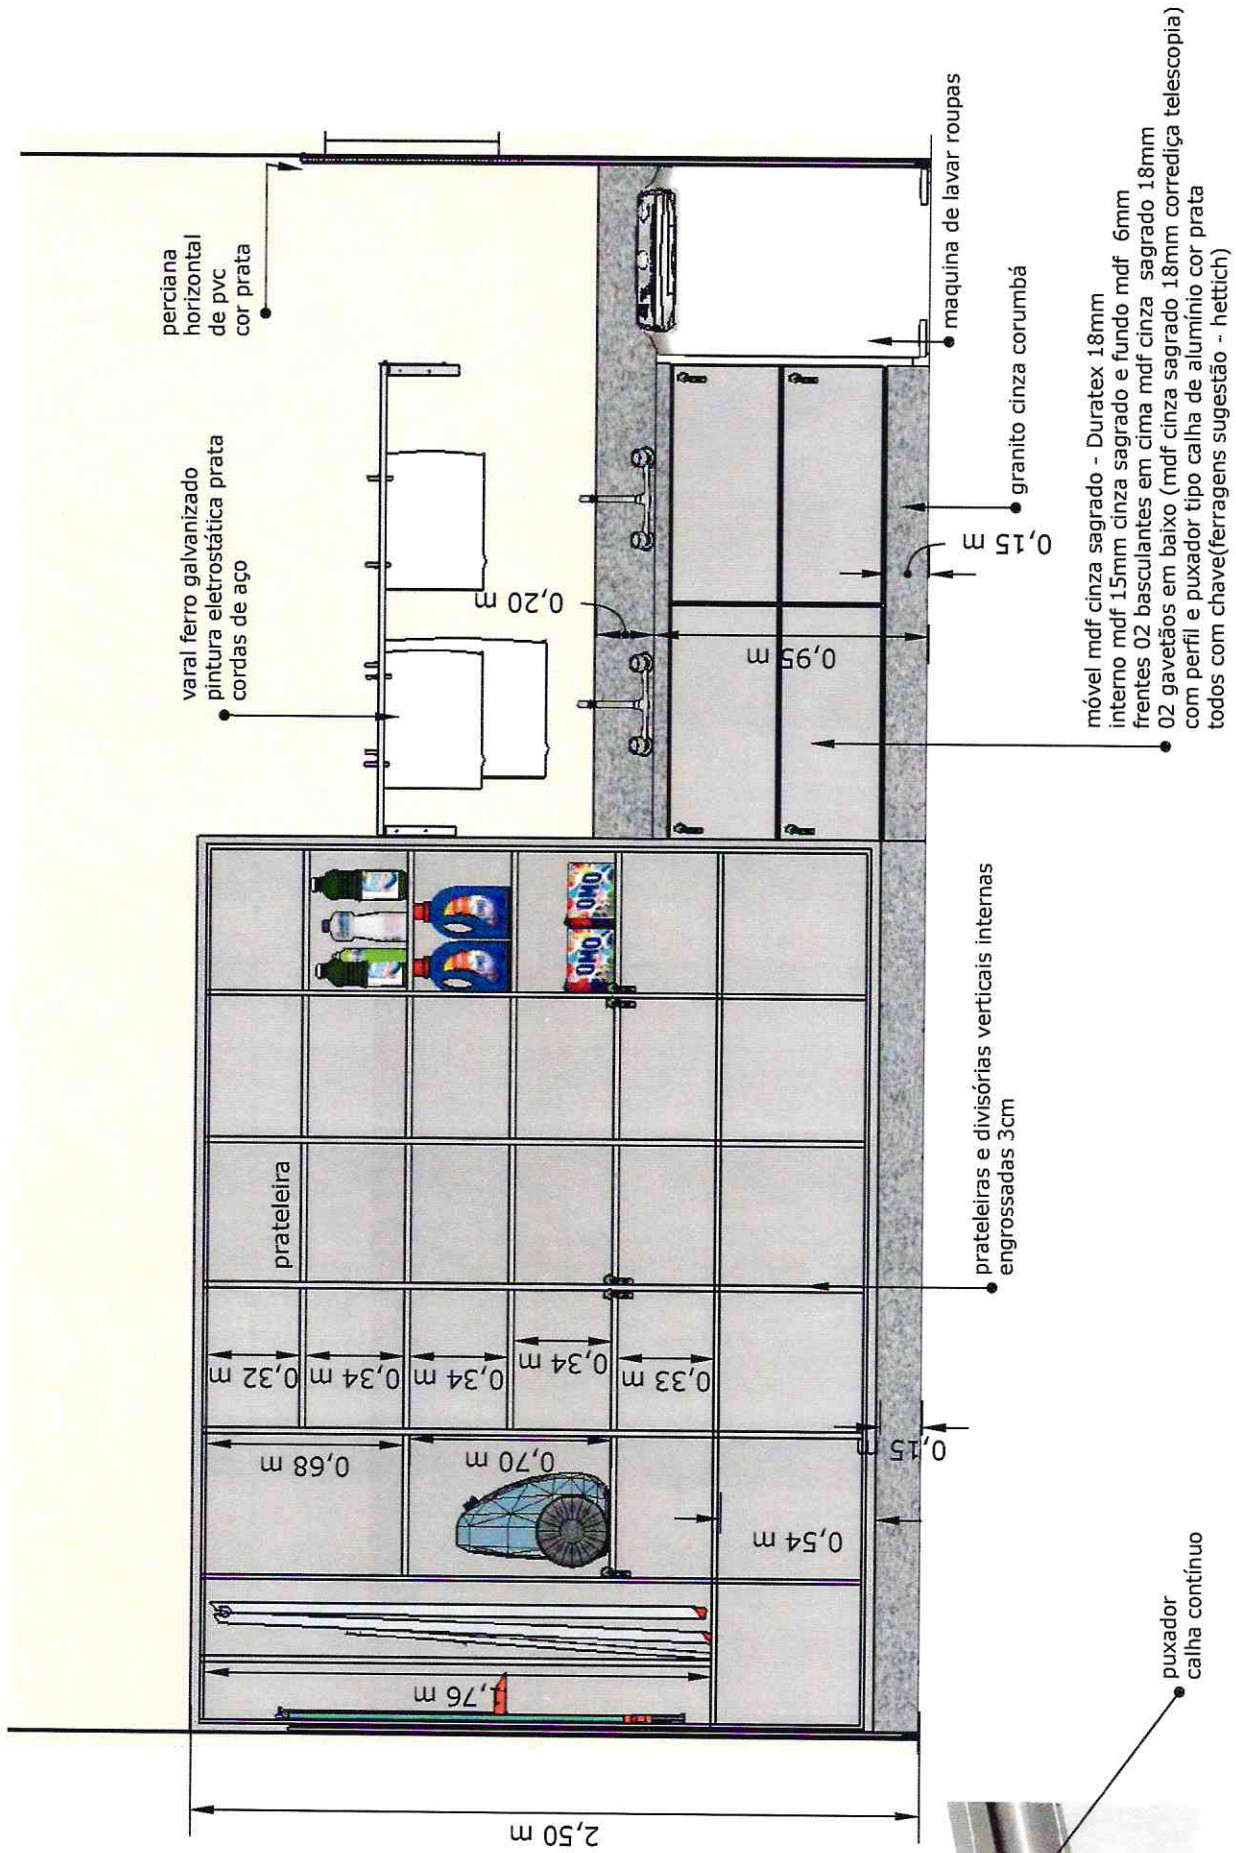 perciana
horizontal
de pvc
cor prata
varal ferro galvanizado
pintura eletrostática prata
cordas de aço
maquina de lavar roupas
granito cinza corumbá
móvel mdf cinza sagrado - Duratex 18mm
interno mdf 15mm cinza sagrado e fundo mdf 6mm
frentes 02 basculantes em cima mdf cinza sagrado 18mm
02 gavetãos em baixo (mdf cinza sagrado 18mm corrediça telescopia)
com perfil e puxador tipo calha de alumínio cor prata
todos com chave(ferragens sugestão - hettich)
prateleiras e divisórias verticais internas
engrossadas 3cm
puxador
calha contínuo
prateleira
OMO
OMO
0,20 m
0,95 m
0,15 m
0,32 m
0,34 m
0,34 m
0,34 m
0,33 m
0,68 m
0,70 m
0,54 m
0,15 m
1,76 m
2,50 m